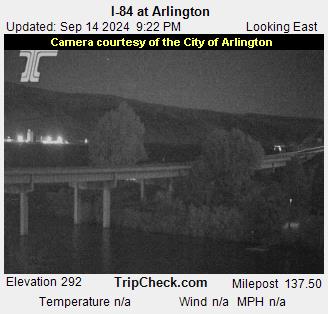 I-84 at Arlington
Updated: Sep 14 2024 9:22 PM Looking East
Camera courtesy of the City of Arlington
Elevation 292 TripCheck.com Milepost 137.50
Temperature n/a Wind n/a MPH n/a